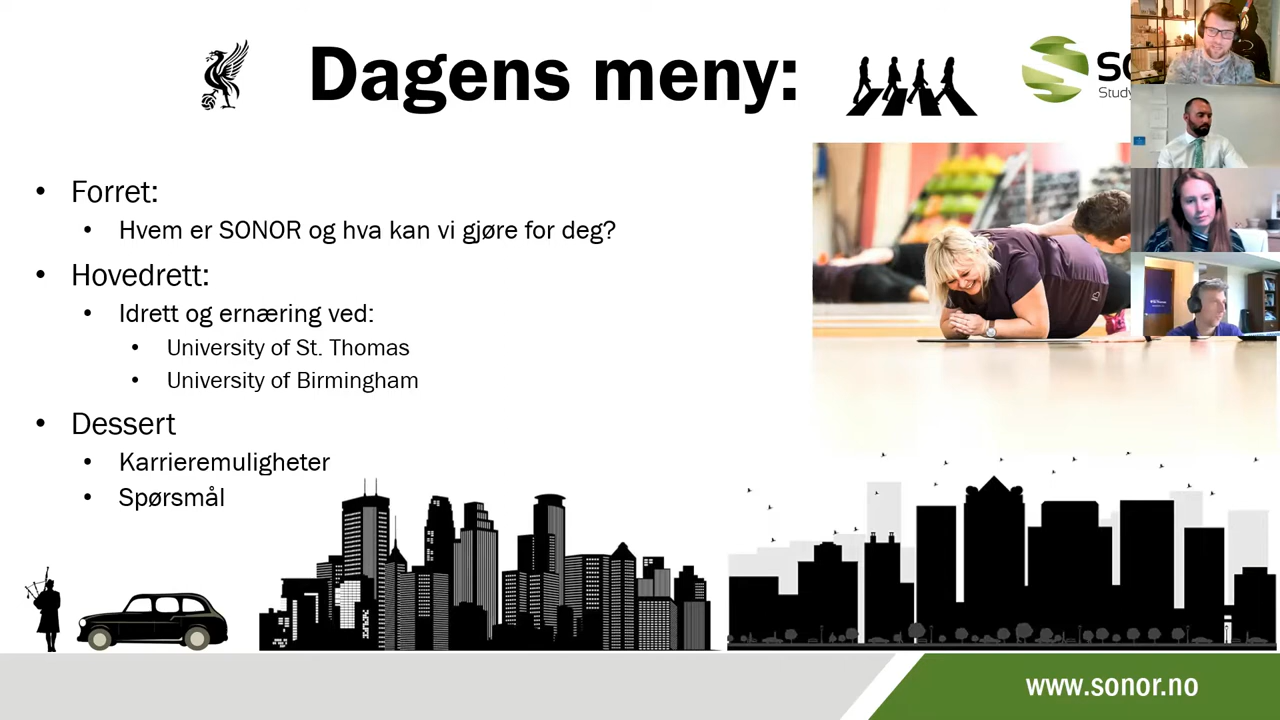 Dagens meny:
Study
• Forret:
• Hvem er SONOR og hva kan vi gjøre for deg?
• Hovedrett:
• Idrett og ernæring ved:
• University of St. Thomas
• University of Birmingham
• Dessert
• Karrieremuligheter
• Spørsmål
www.sonor.no